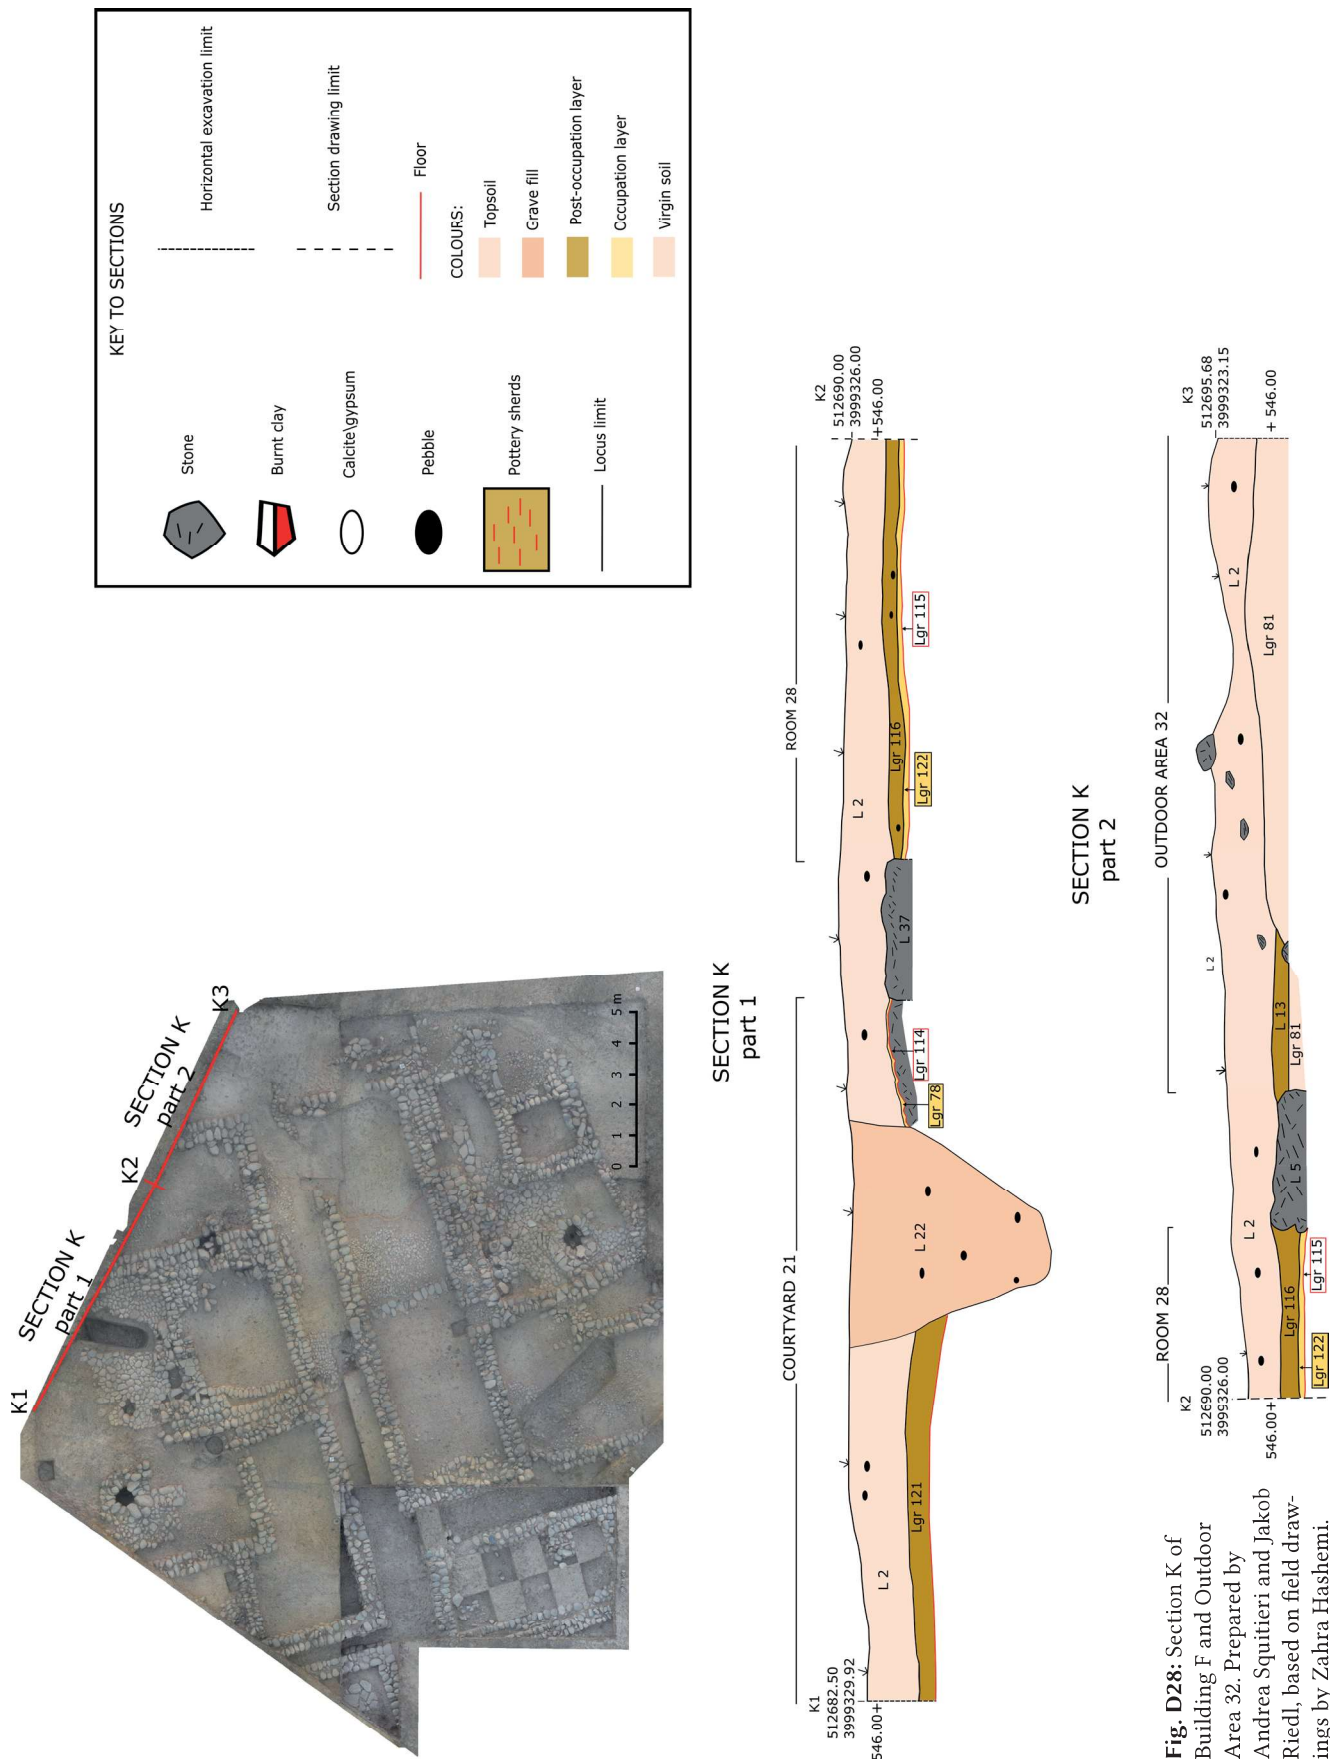 KEY TO SECTIONS
Stone
Burnt clay
Calcite\gypsum
Pebble
Pottery sherds
Locus limit
Horizontal excavation limit
Section drawing limit
Floor
COLOURS:
Topsoil
Grave fill
Post-occupation layer
Occupation layer
Virgin soil
K1
SECTION K
part 1
K2
SECTION K
part 2
K3
0 1 2 3 4 5 m
SECTION K
part 1
COURTYARD 21
ROOM 28
K1
512682.50
3999329.92
546.00+
K2
512690.00
3999326.00
+546.00
L 2
Lgr 121
L 22
Lgr 78
Lgr 114
L 37
L 2
Lgr 116
Lgr 122
Lgr 115
SECTION K
part 2
ROOM 28
OUTDOOR AREA 32
K2
512690.00
3999326.00
546.00+
K3
512695.68
3999323.15
+ 546.00
L 2
Lgr 116
Lgr 122
Lgr 115
L 5
L 13
Lgr 81
L 2
L 2
Lgr 81
Fig. D28: Section K of
Building F and Outdoor
Area 32. Prepared by
Andrea Squitieri and Jakob
Riedl, based on field draw-
ings by Zahra Hashemi.